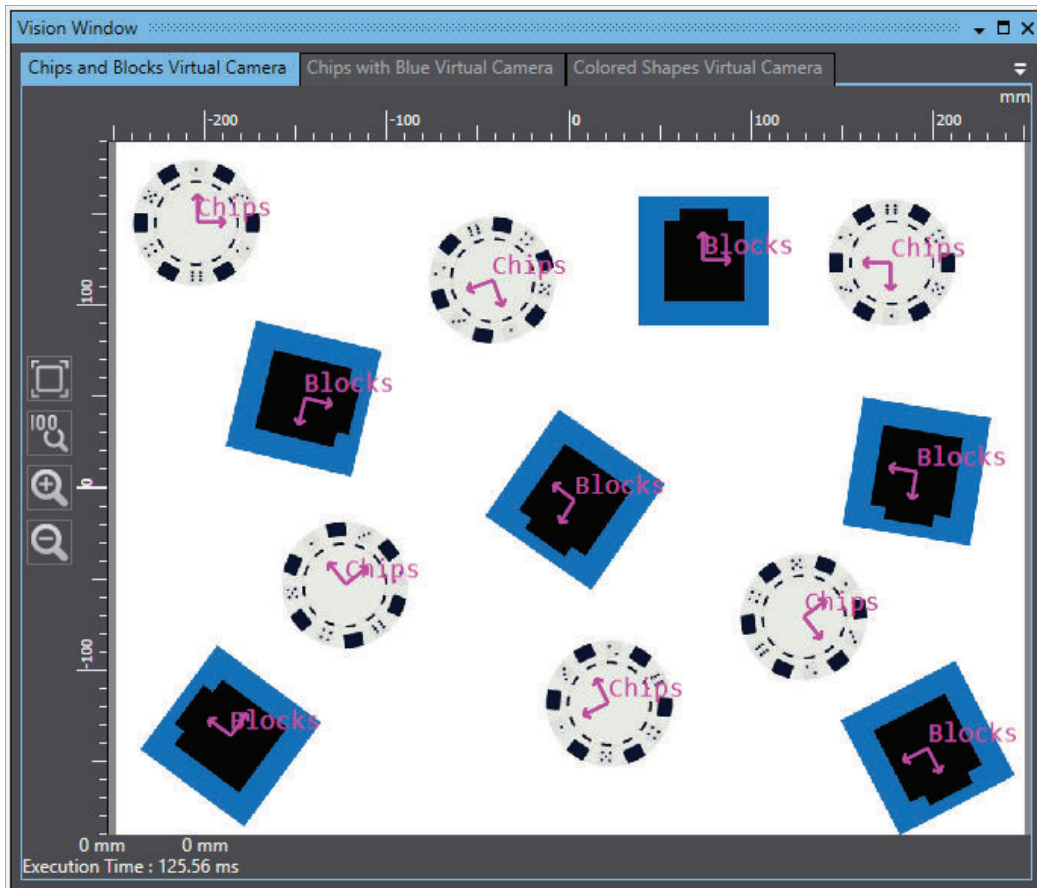 Vision Window
Chips and Blocks Virtual Camera
Chips with Blue Virtual Camera
Colored Shapes Virtual Camera
mm
-200 -100 0 100 200
Chips
Chips
Blocks
Chips
100
Blocks
Blocks
Blocks
100
0
Chips
Chips
-100
Chips
Blocks
Blocks
0 mm 0 mm
Execution Time : 125.56 ms